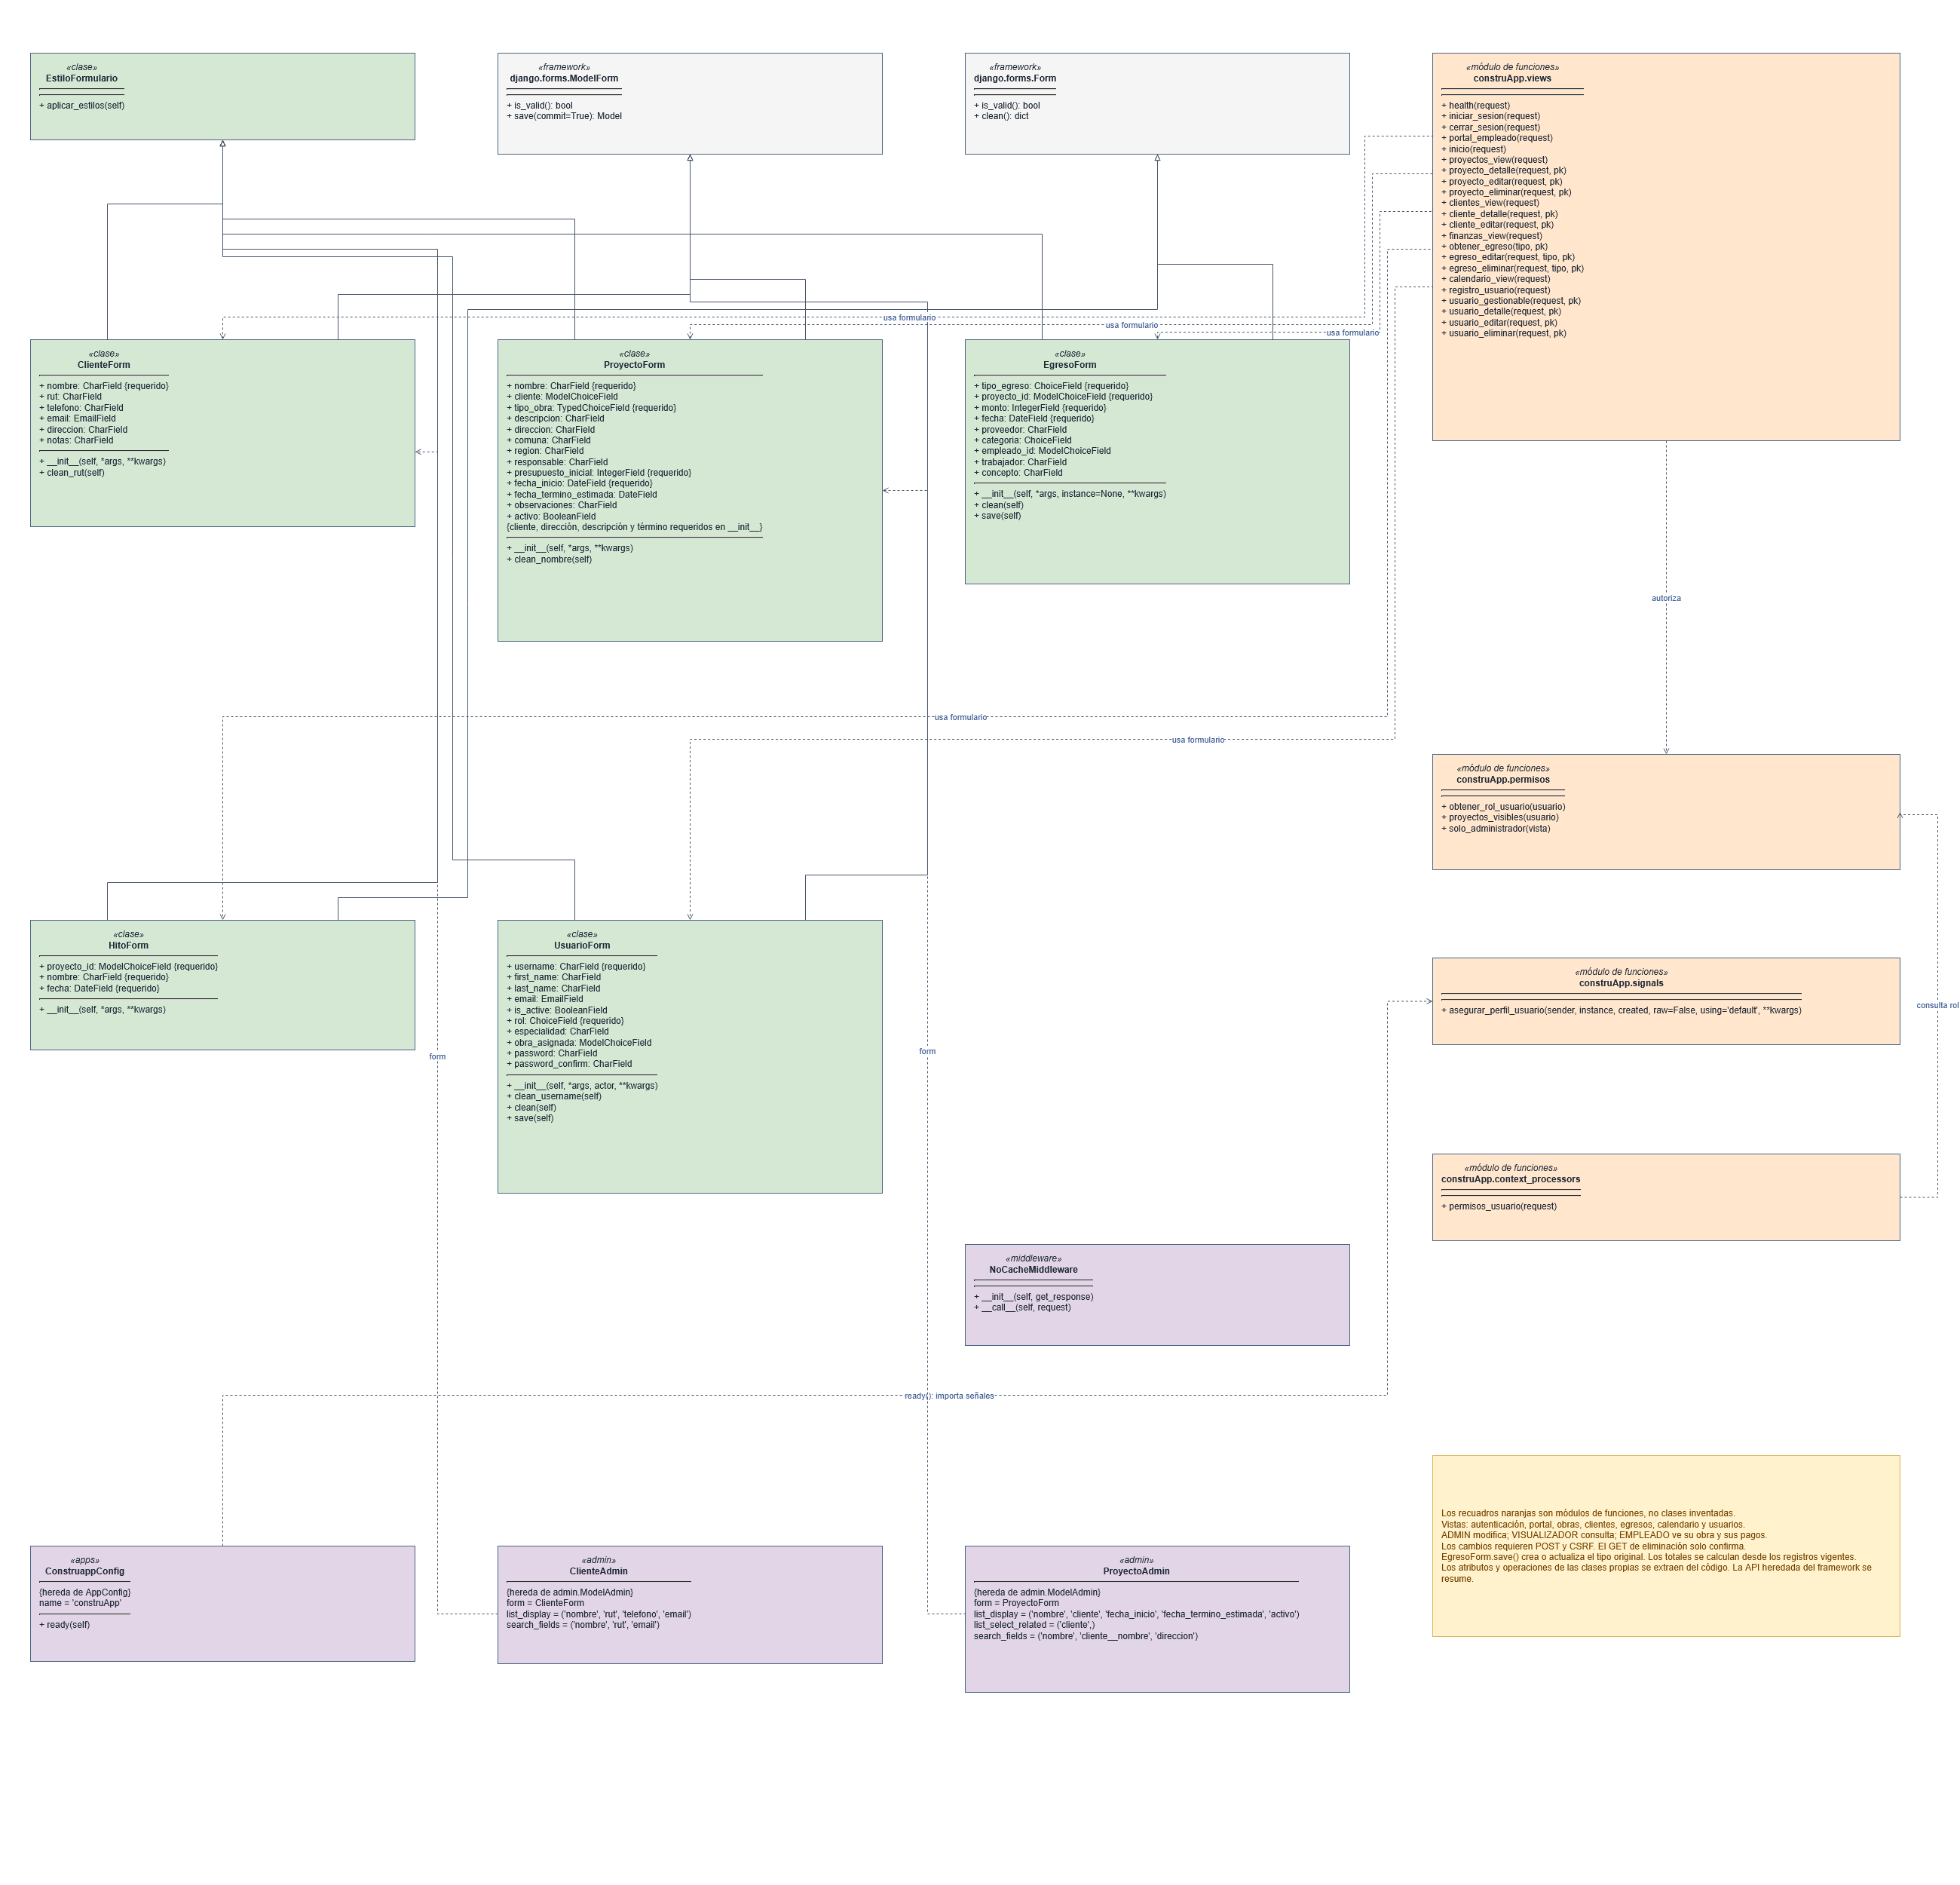 «clase»
EstiloFormulario
+ aplicar_estilos(self)
«framework»
django.forms.ModelForm
+ is_valid(): bool
+ save(commit=True): Model
«framework»
django.forms.Form
+ is_valid(): bool
+ clean(): dict
«módulo de funciones»
construApp.views
+ health(request)
+ iniciar_sesion(request)
+ cerrar_sesion(request)
+ portal_empleado(request)
+ inicio(request)
+ proyectos_view(request)
+ proyecto_detalle(request, pk)
+ proyecto_editar(request, pk)
+ proyecto_eliminar(request, pk)
+ clientes_view(request)
+ cliente_detalle(request, pk)
+ cliente_editar(request, pk)
+ finanzas_view(request)
+ obtener_egreso(tipo, pk)
+ egreso_editar(request, tipo, pk)
+ egreso_eliminar(request, tipo, pk)
+ calendario_view(request)
+ registro_usuario(request)
+ usuario_gestionable(request, pk)
+ usuario_detalle(request, pk)
+ usuario_editar(request, pk)
+ usuario_eliminar(request, pk)
usa formulario
usa formulario
usa formulario
«clase»
ClienteForm
+ nombre: CharField {requerido}
+ rut: CharField
+ telefono: CharField
+ email: EmailField
+ direccion: CharField
+ notas: CharField
+ __init__(self, *args, **kwargs)
+ clean_rut(self)
«clase»
ProyectoForm
+ nombre: CharField {requerido}
+ cliente: ModelChoiceField
+ tipo_obra: TypedChoiceField {requerido}
+ descripcion: CharField
+ direccion: CharField
+ comuna: CharField
+ region: CharField
+ responsable: CharField
+ presupuesto_inicial: IntegerField {requerido}
+ fecha_inicio: DateField {requerido}
+ fecha_termino_estimada: DateField
+ observaciones: CharField
+ activo: BooleanField
{cliente, dirección, descripción y término requeridos en __init__}
+ __init__(self, *args, **kwargs)
+ clean_nombre(self)
«clase»
EgresoForm
+ tipo_egreso: ChoiceField {requerido}
+ proyecto_id: ModelChoiceField {requerido}
+ monto: IntegerField {requerido}
+ fecha: DateField {requerido}
+ proveedor: CharField
+ categoria: ChoiceField
+ empleado_id: ModelChoiceField
+ trabajador: CharField
+ concepto: CharField
+ __init__(self, *args, instance=None, **kwargs)
+ clean(self)
+ save(self)
autoriza
usa formulario
usa formulario
«módulo de funciones»
construApp.permisos
+ obtener_rol_usuario(usuario)
+ proyectos_visibles(usuario)
+ solo_administrador(vista)
«clase»
HitoForm
+ proyecto_id: ModelChoiceField {requerido}
+ nombre: CharField {requerido}
+ fecha: DateField {requerido}
+ __init__(self, *args, **kwargs)
«clase»
UsuarioForm
+ username: CharField {requerido}
+ first_name: CharField
+ last_name: CharField
+ email: EmailField
+ is_active: BooleanField
+ rol: ChoiceField {requerido}
+ especialidad: CharField
+ obra_asignada: ModelChoiceField
+ password: CharField
+ password_confirm: CharField
+ __init__(self, *args, actor, **kwargs)
+ clean_username(self)
+ clean(self)
+ save(self)
form
form
«módulo de funciones»
construApp.signals
+ asegurar_perfil_usuario(sender, instance, created, raw=False, using='default', **kwargs)
consulta rol
«módulo de funciones»
construApp.context_processors
+ permisos_usuario(request)
«middleware»
NoCacheMiddleware
+ __init__(self, get_response)
+ __call__(self, request)
ready(): importa señales
Los recuadros naranjas son módulos de funciones, no clases inventadas.
Vistas: autenticación, portal, obras, clientes, egresos, calendario y usuarios.
ADMIN modifica; VISUALIZADOR consulta; EMPLEADO ve su obra y sus pagos.
Los cambios requieren POST y CSRF. El GET de eliminación solo confirma.
EgresoForm.save() crea o actualiza el tipo original. Los totales se calculan desde los registros vigentes.
Los atributos y operaciones de las clases propias se extraen del código. La API heredada del framework se
resume.
«apps»
ConstruappConfig
{hereda de AppConfig}
name = 'construApp'
+ ready(self)
«admin»
ClienteAdmin
{hereda de admin.ModelAdmin}
form = ClienteForm
list_display = ('nombre', 'rut', 'telefono', 'email')
search_fields = ('nombre', 'rut', 'email')
«admin»
ProyectoAdmin
{hereda de admin.ModelAdmin}
form = ProyectoForm
list_display = ('nombre', 'cliente', 'fecha_inicio', 'fecha_termino_estimada', 'activo')
list_select_related = ('cliente',)
search_fields = ('nombre', 'cliente__nombre', 'direccion')